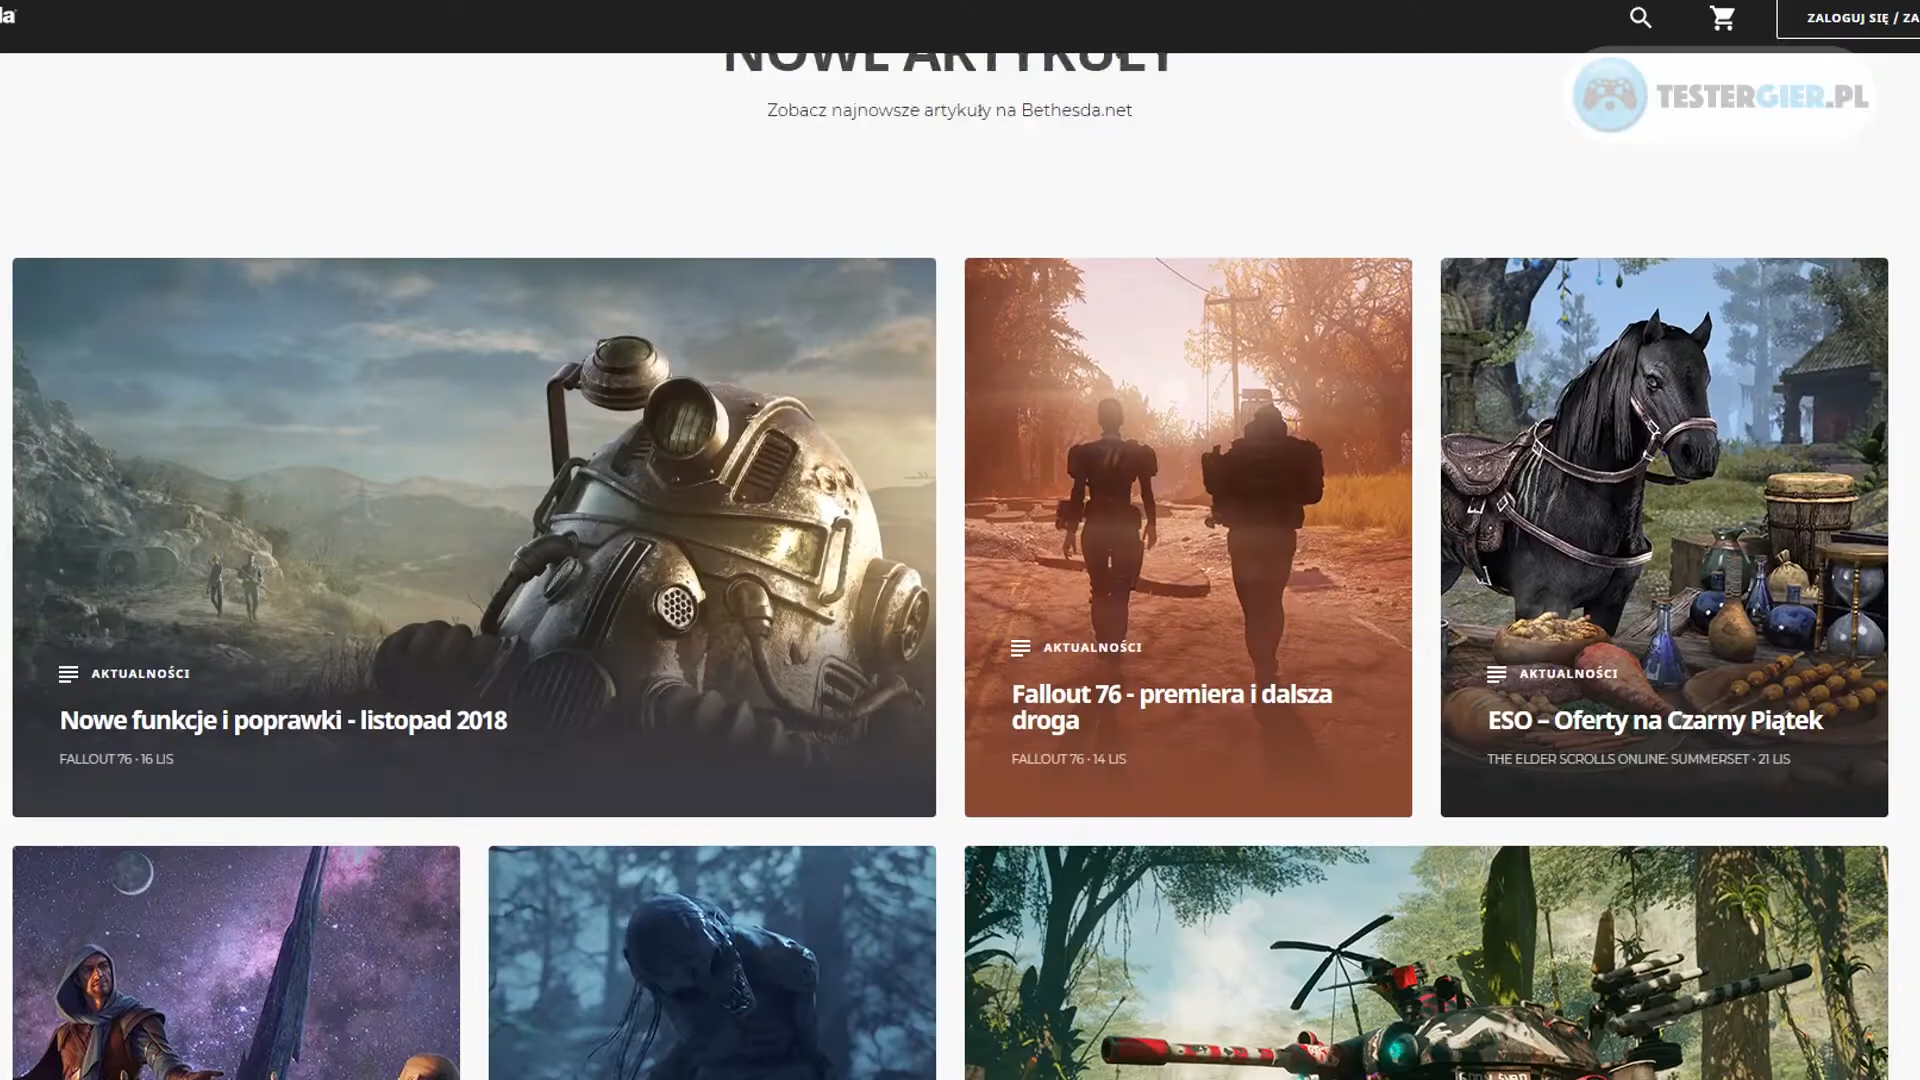 ZALOGUJ SIĘ / ZA
NOWE ARTYKUŁY
Zobacz najnowsze artykuły na Bethesda.net
TESTERGIER.PL
AKTUALNOŚCI
Nowe funkcje i poprawki - listopad 2018
FALLOUT 76 · 16 LIS
AKTUALNOŚCI
Fallout 76 - premiera i dalsza
droga
FALLOUT 76 · 14 LIS
AKTUALNOŚCI
ESO – Oferty na Czarny Piątek
THE ELDER SCROLLS ONLINE: SUMMERSET · 21 LIS